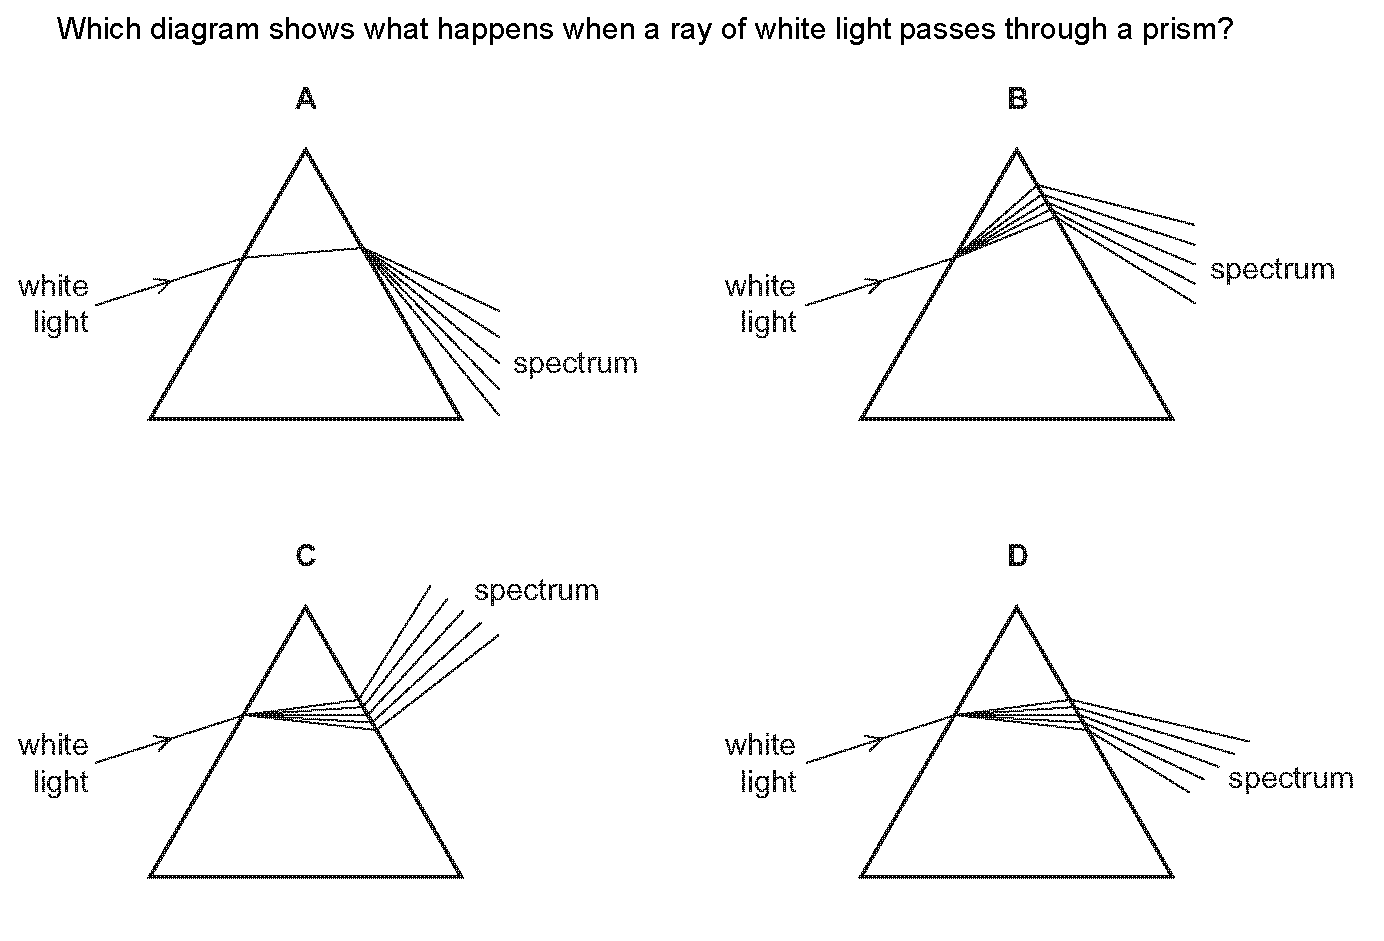 Which diagram shows what happens when a ray of white light passes through a prism?
A
B
white
light
spectrum
white
light
spectrum
C
D
white
light
spectrum
white
light
spectrum